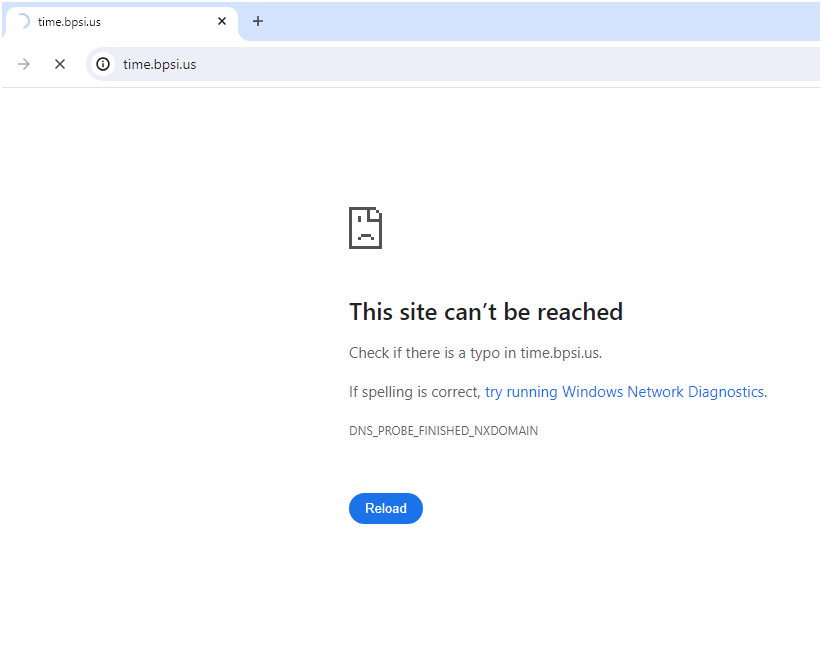 time.bpsi.us
time.bpsi.us
This site can’t be reached
Check if there is a typo in time.bpsi.us.
If spelling is correct, try running Windows Network Diagnostics.
DNS_PROBE_FINISHED_NXDOMAIN
Reload